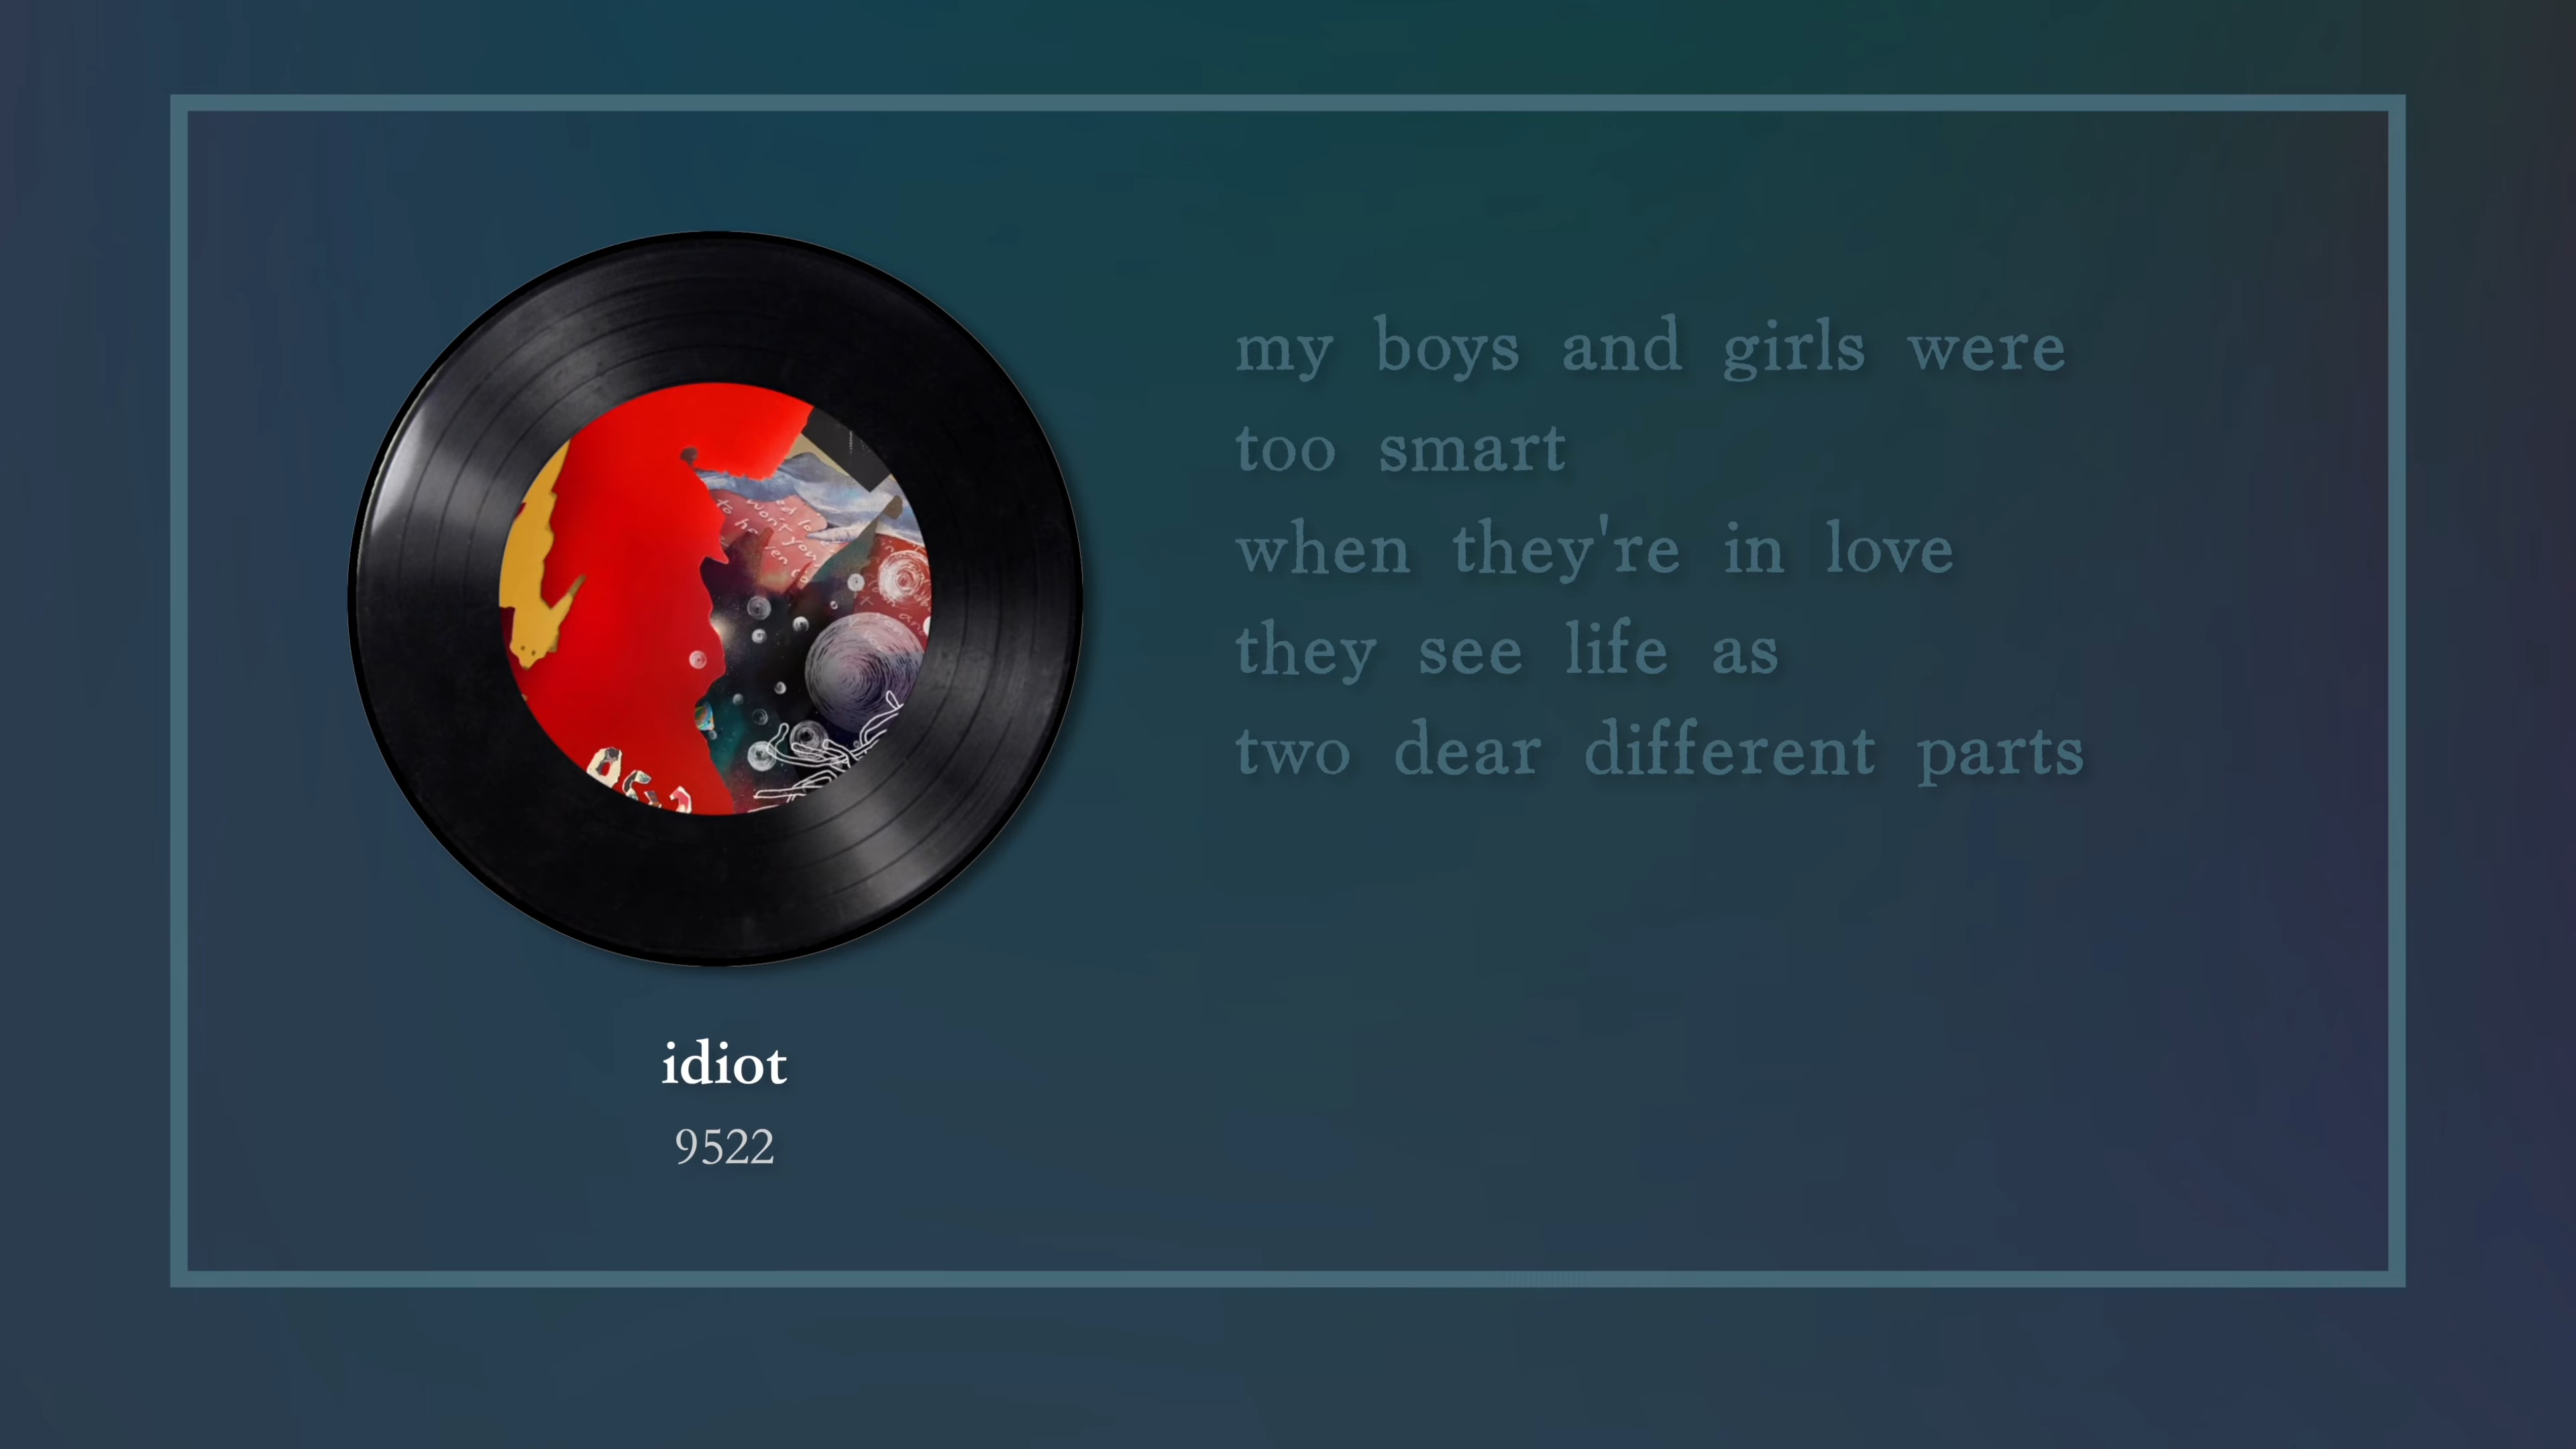 my boys and girls were
too smart
when they're in love
they see life as
two dear different parts
idiot
9522